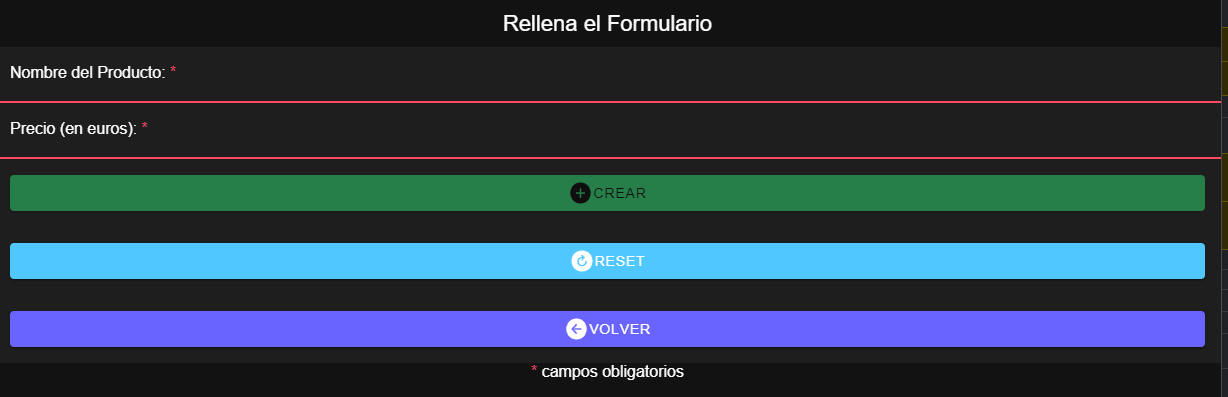 Rellena el Formulario
Nombre del Producto: *
Precio (en euros): *
CREAR
RESET
VOLVER
* campos obligatorios